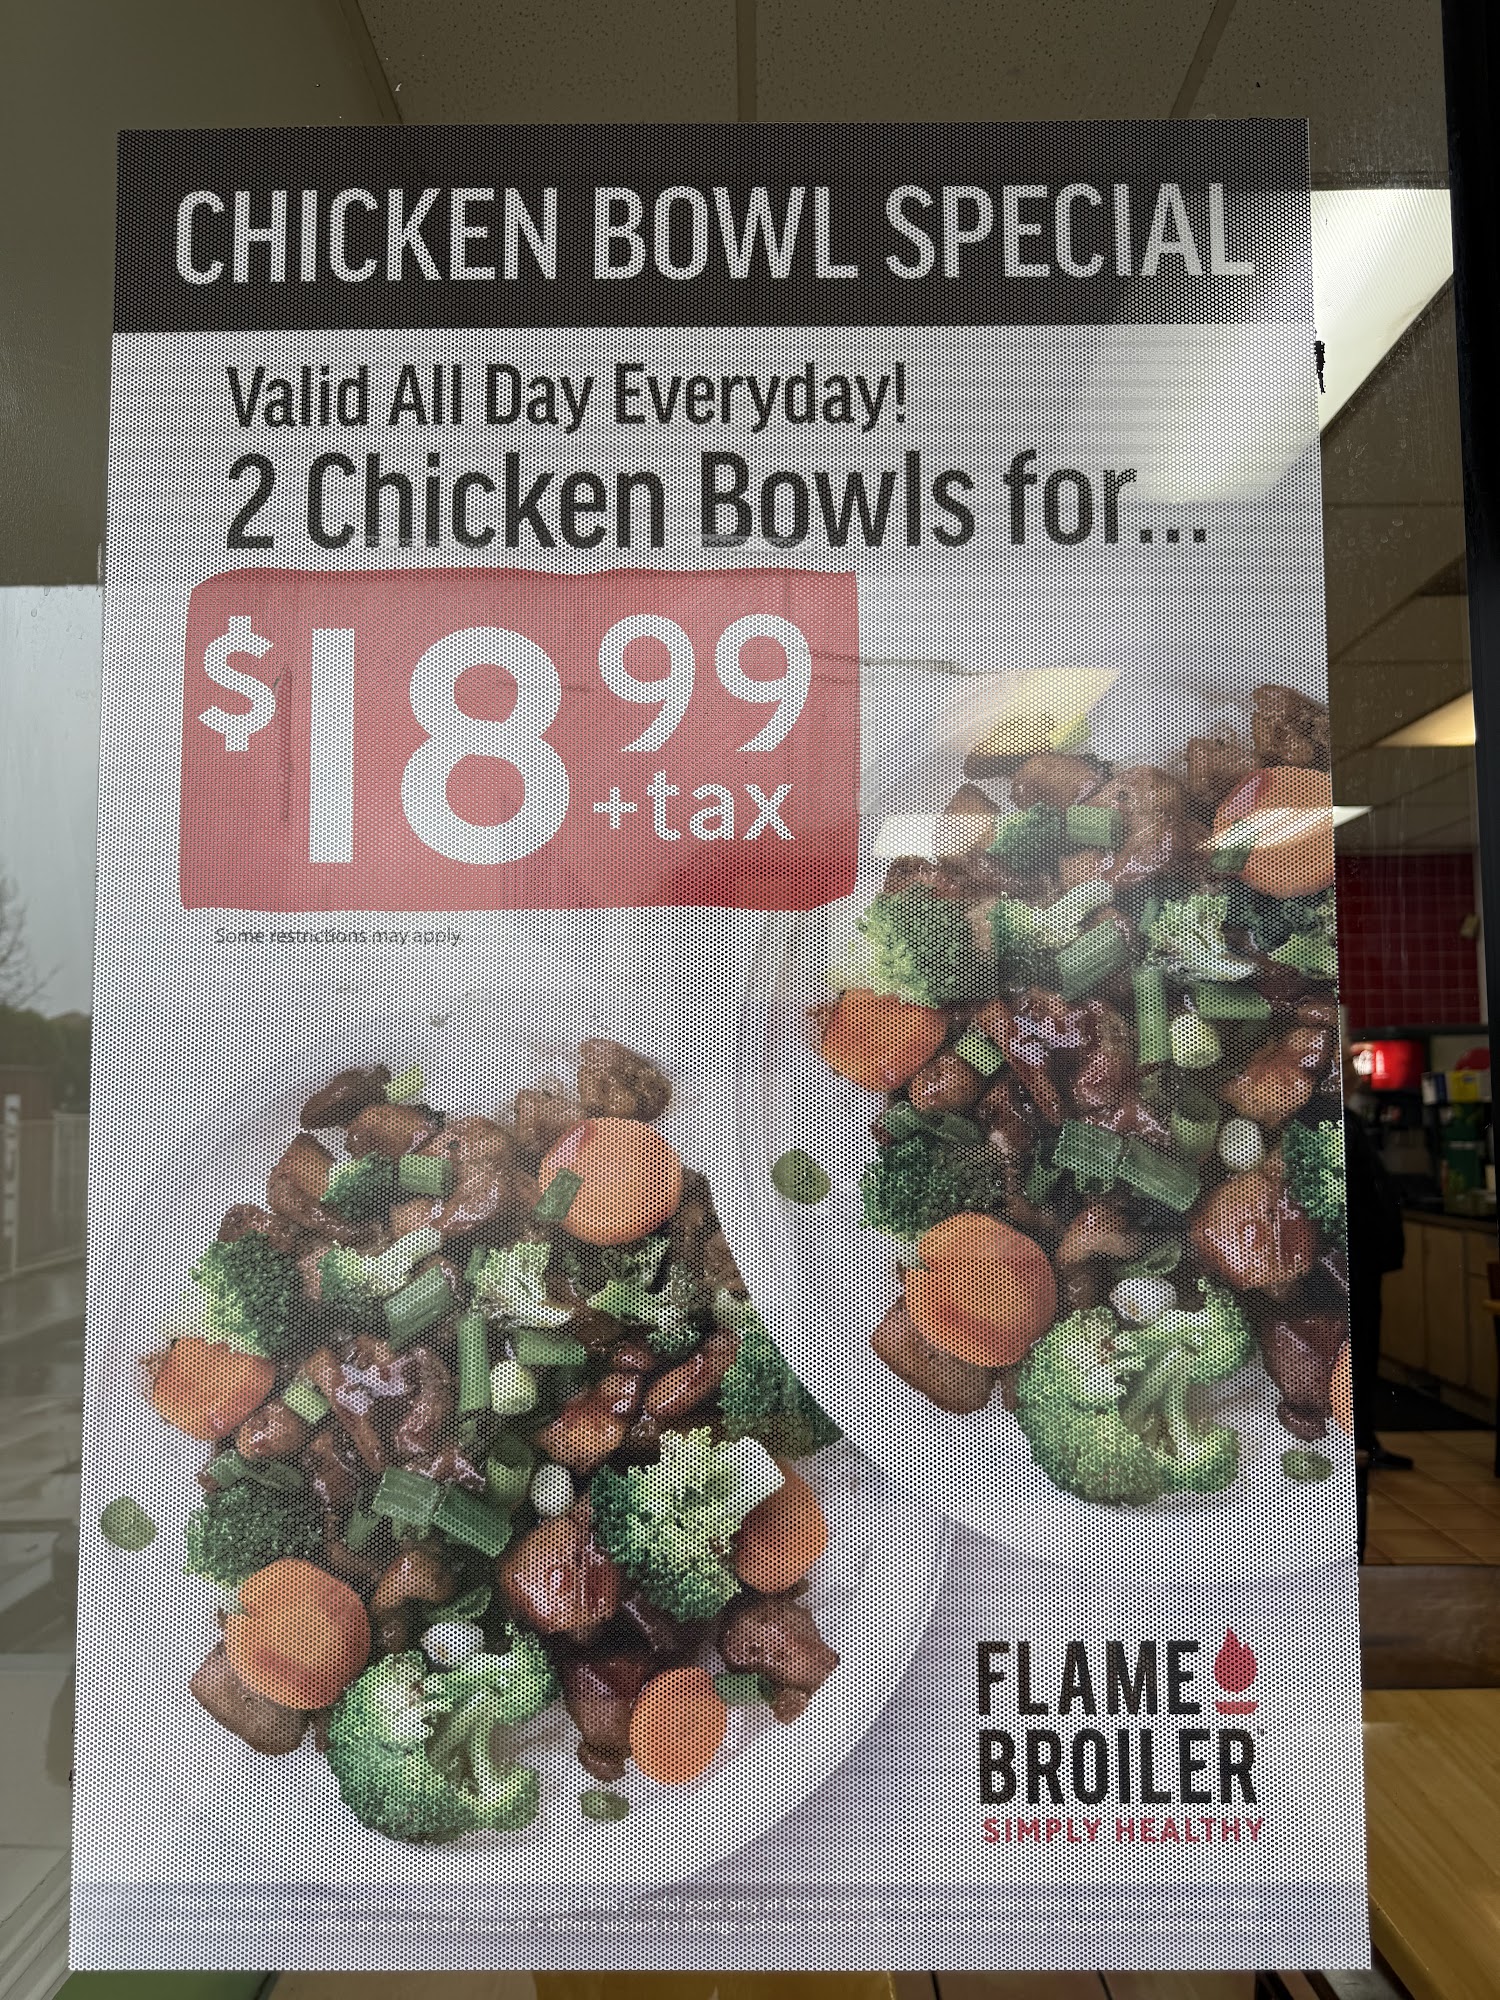 CHICKEN BOWL SPECIAL
Valid All Day Everyday!
2 Chicken Bowls for...
$18 99
+tax
Some restrictions may apply.
FLAME
BROILER
SIMPLY HEALTHY